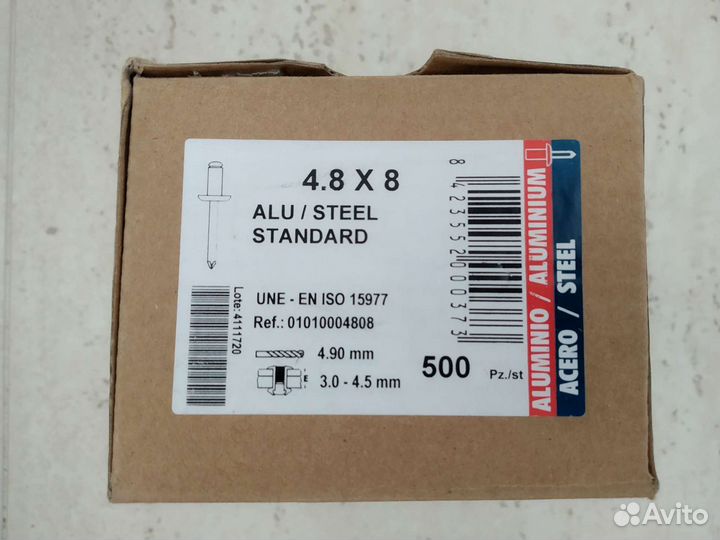 4.8 X 8
ALU / STEEL
STANDARD
UNE - EN ISO 15977
Ref.: 01010004808
4.90 mm
E
3.0 - 4.5 mm
500 Pz./st
Lote: 4111720
8 423552 000373
ALUMINIO / ALUMINIUM
ACERO / STEEL
Avito